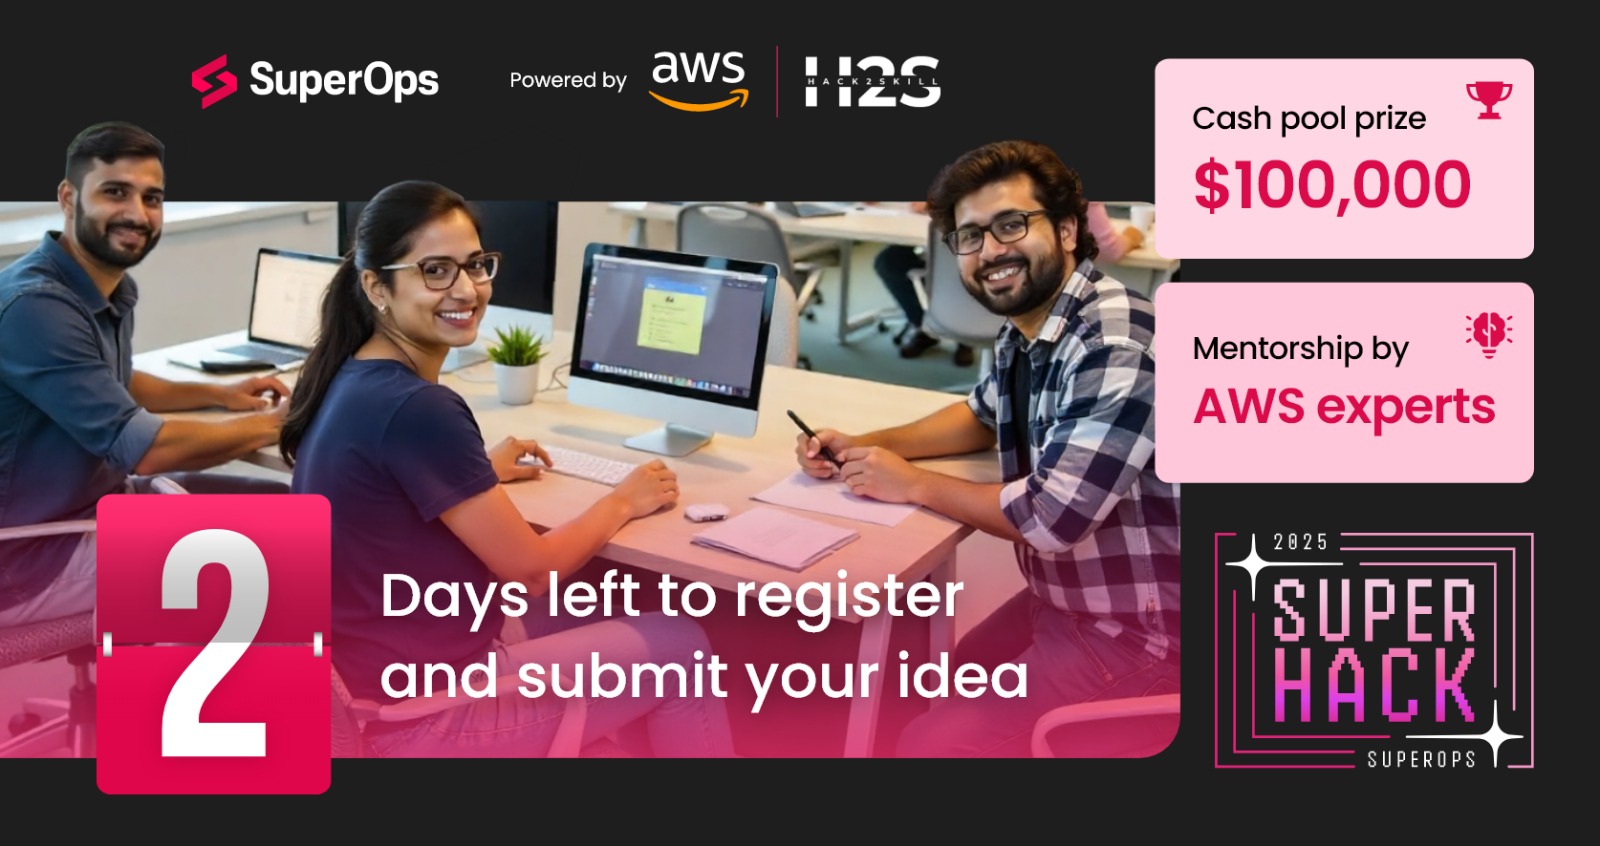 SuperOps
Powered by
aws
H2S
HACK2SKILL
Cash pool prize
$100,000
Mentorship by
AWS experts
2
Days left to register
and submit your idea
2025
SUPER
HACK
SUPEROPS